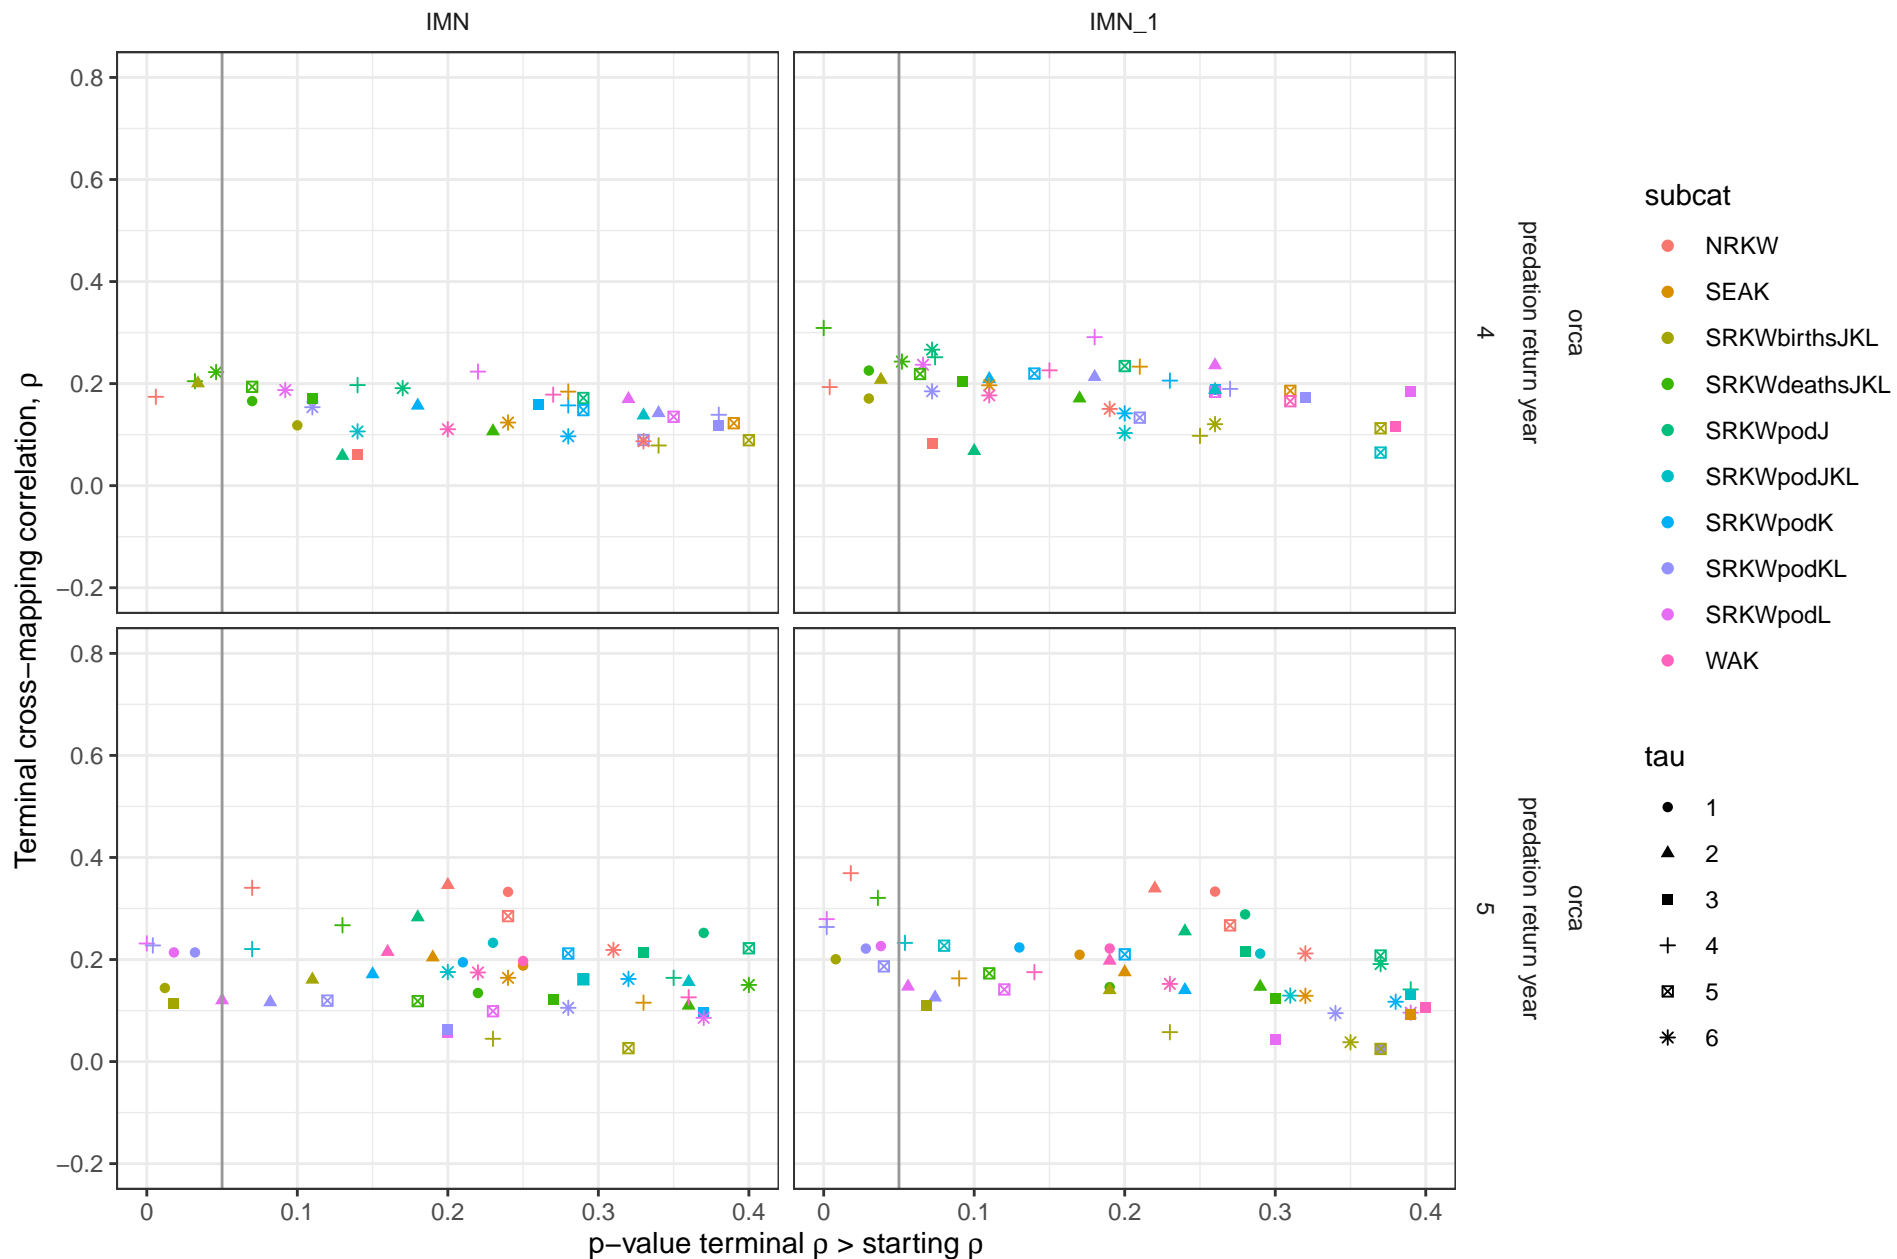 IMN
IMN_1
0.8
0.6
0.4
0.2
0.0
−0.2
0.8
0.6
0.4
0.2
0.0
−0.2
Terminal cross−mapping correlation, ρ
0
0.1
0.2
0.3
0.4
0
0.1
0.2
0.3
0.4
p−value terminal ρ > starting ρ
orca
predation return year
4
orca
predation return year
5
subcat
NRKW
SEAK
SRKWbirthsJKL
SRKWdeathsJKL
SRKWpodJ
SRKWpodJKL
SRKWpodK
SRKWpodKL
SRKWpodL
WAK
tau
1
2
3
4
5
6